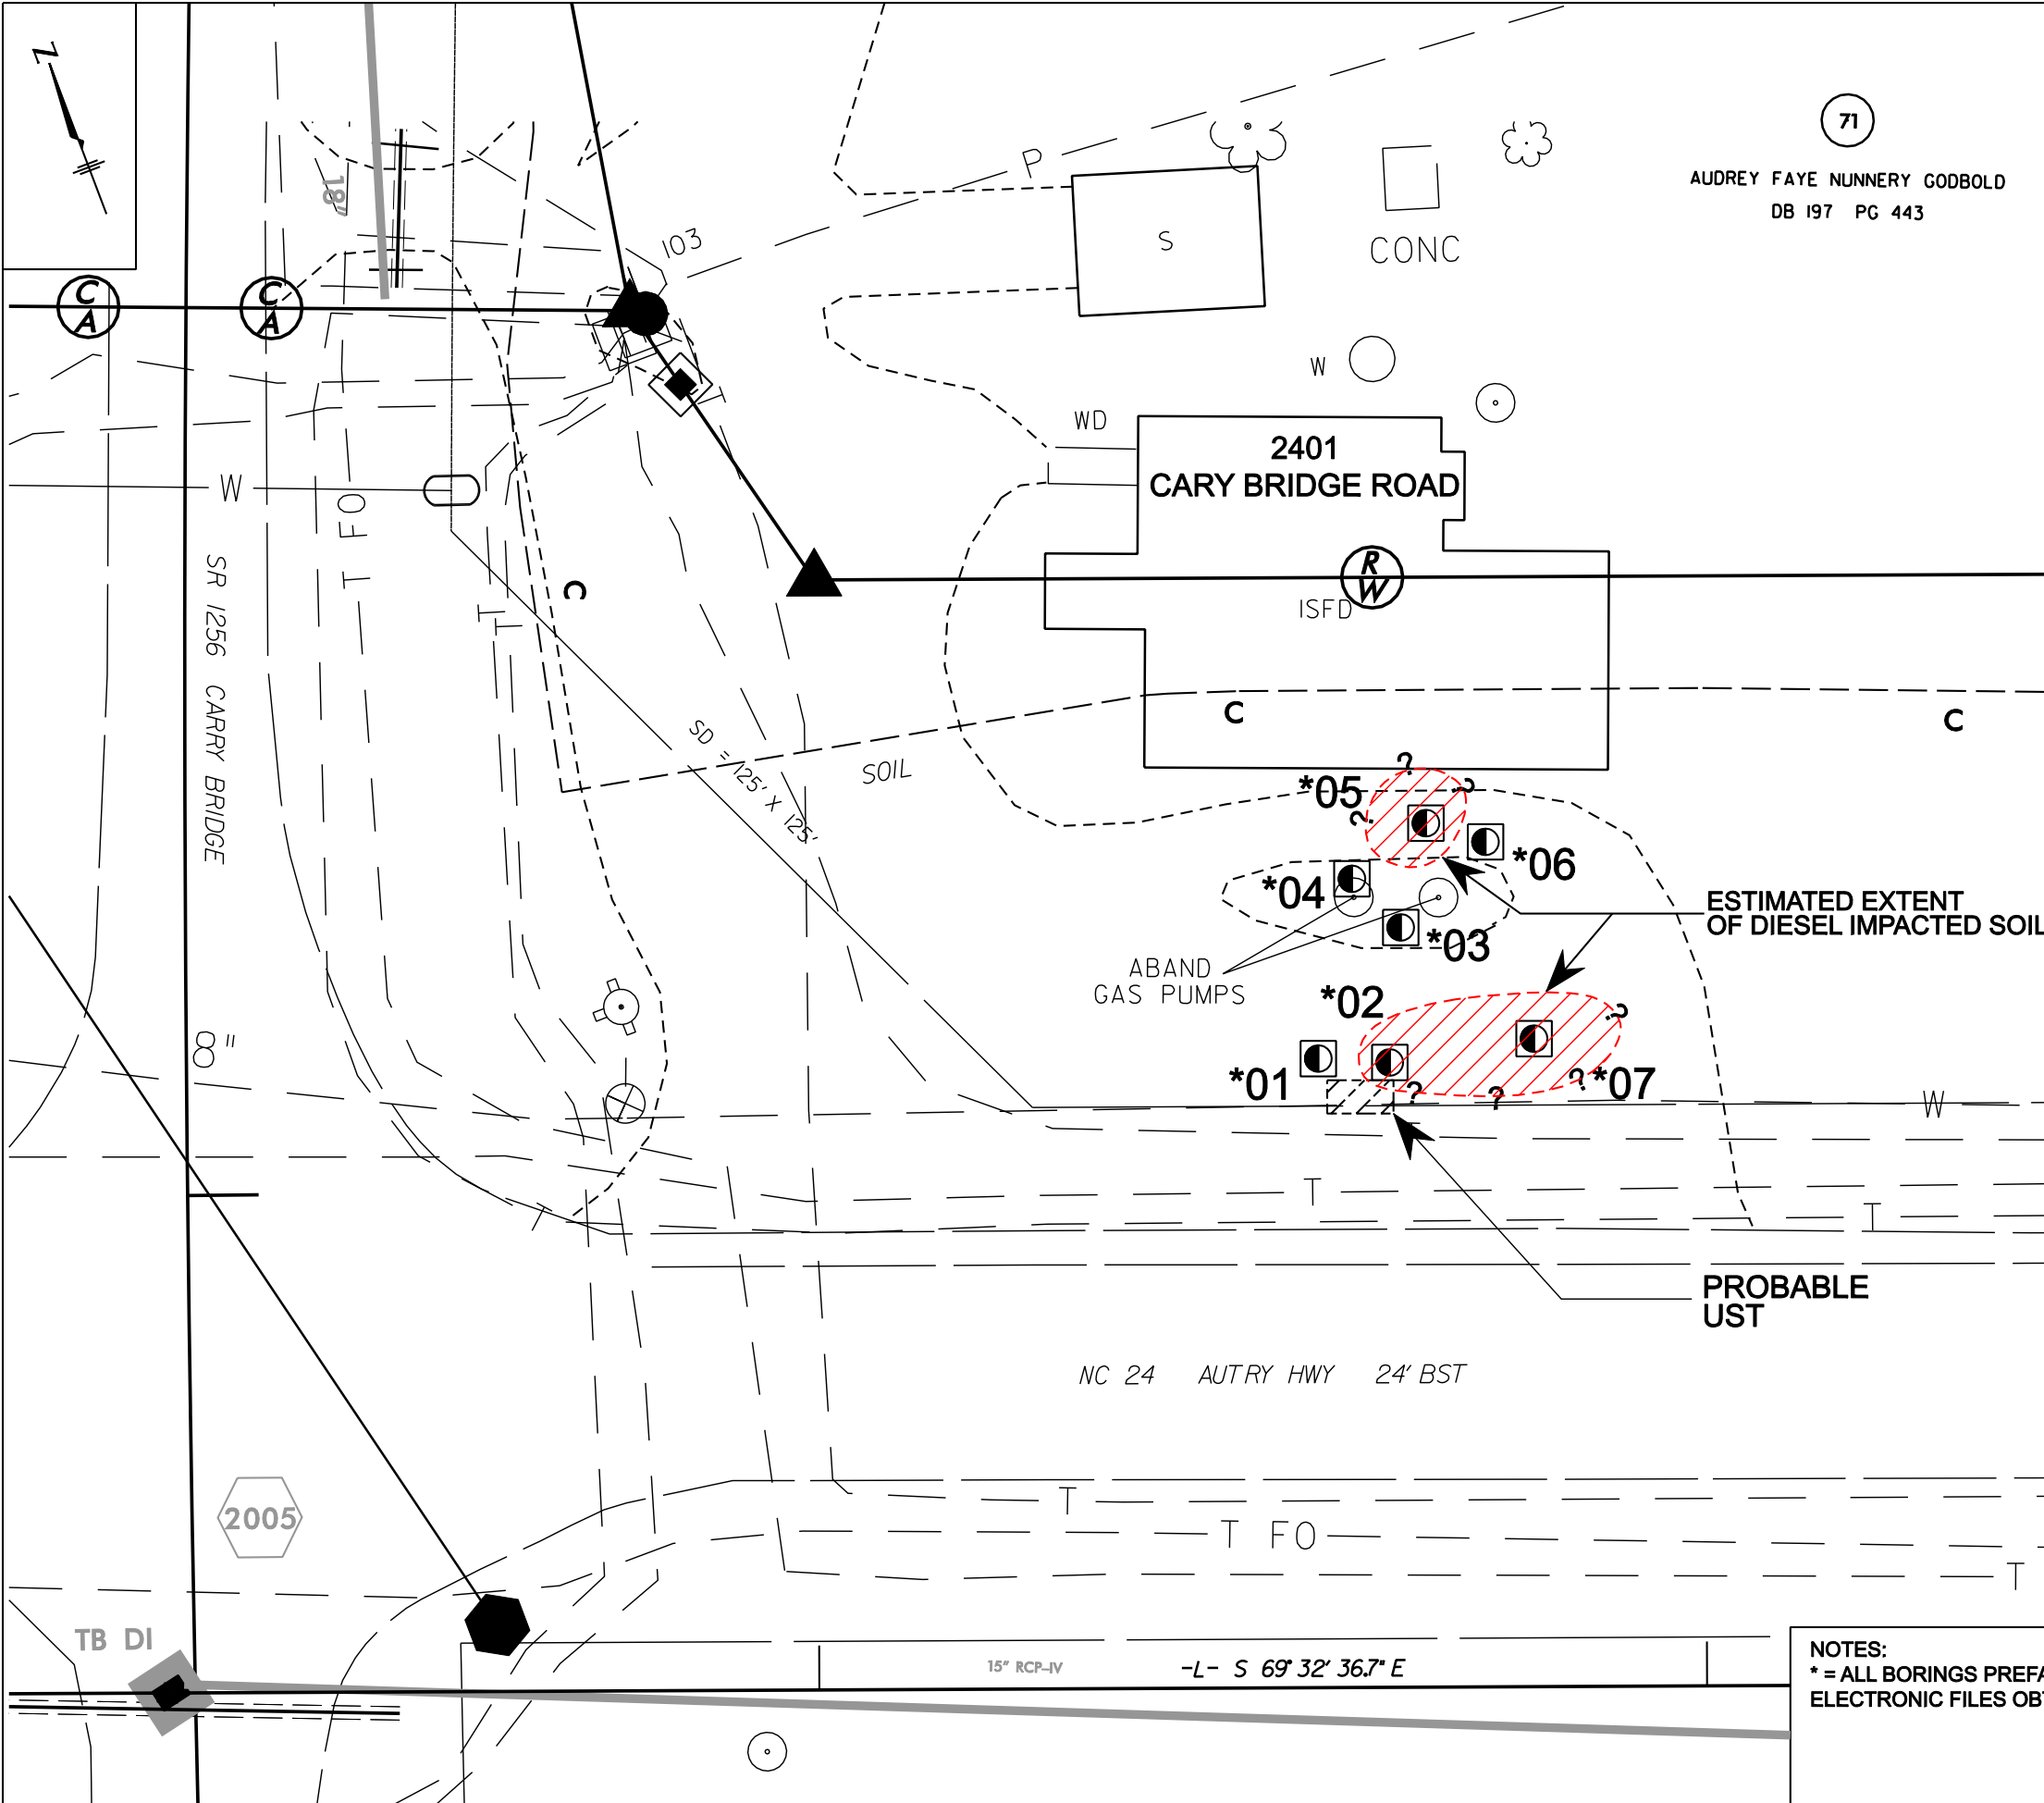 N
71
AUDREY FAYE NUNNERY GODBOLD
DB 197 PG 443
18"
P
103
S
CONC
C
A
C
A
W
T
WD
2401
CARY BRIDGE ROAD
W
T FO
T
R
W
ISFD
SR 1256 CARRY BRIDGE
C
T
T
C
C
SD = 125' X 125'
SOIL
?
?
?
*05
*06
*04
*03
ESTIMATED EXTENT
OF DIESEL IMPACTED SOIL
ABAND
GAS PUMPS
*02
?
8"
*01
?
?
?
*07
W
T
T
T
PROBABLE
UST
NC 24 AUTRY HWY 24' BST
2005
T
T FO
T
TB DI
15" RCP-IV
-L- S 69° 32' 36.7" E
NOTES:
* = ALL BORINGS
ELECTRONIC FILES